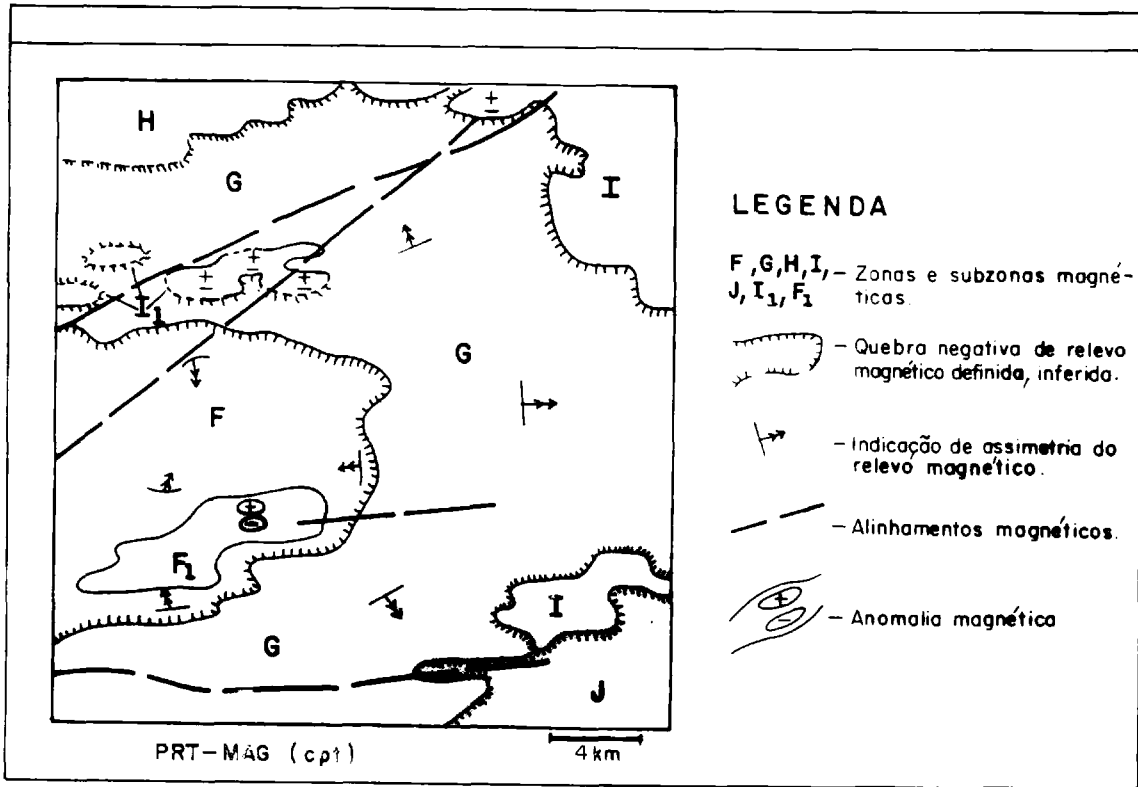 H
±
G
I
±
±
±
I₁
G
F
+
F₁
I
G
J
PRT-MAG (cpt)
4 km
LEGENDA
F, G, H, I, J, I₁, F₁ – Zonas e subzonas magné-
ticas.
– Quebra negativa de relevo
magnético definida, inferida.
– Indicação de assimetria do
relevo magnético.
– Alinhamentos magnéticos.
+
-
– Anomalia magnética